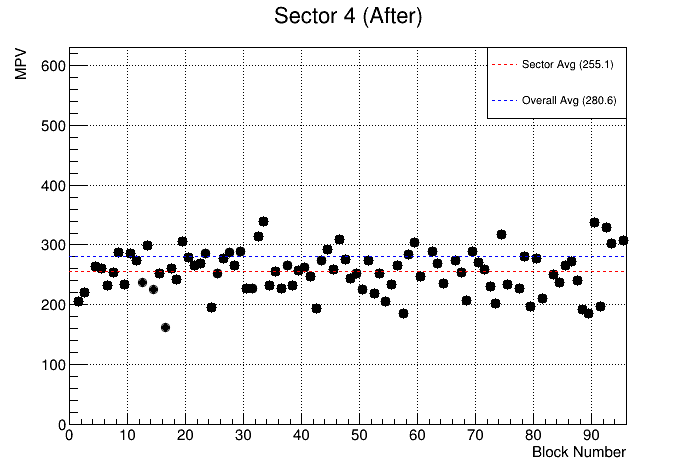 Sector 4 (After)
MPV
600
500
400
300
200
100
0
Sector Avg (255.1)
Overall Avg (280.6)
0 10 20 30 40 50 60 70 80 90
Block Number